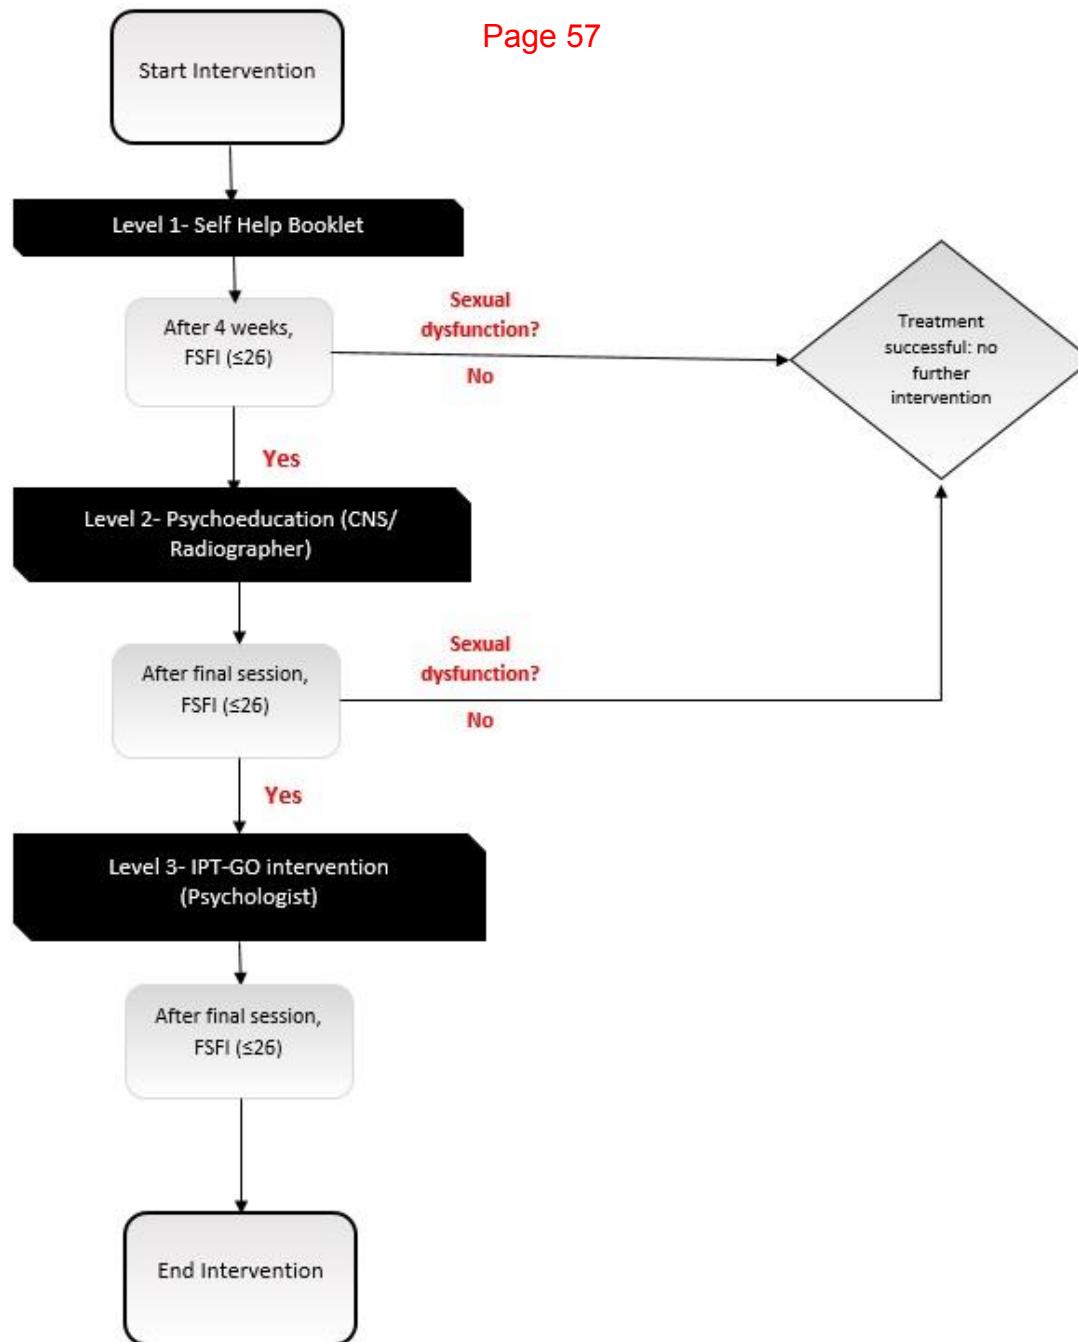 Page 57
Start Intervention
Level 1- Self Help Booklet
After 4 weeks,
FSFI (≤26)
Sexual
dysfunction?
No
Treatment
successful: no
further
intervention
Yes
Level 2- Psychoeducation (CNS/
Radiographer)
After final session,
FSFI (≤26)
Sexual
dysfunction?
No
Yes
Level 3- IPT-GO intervention
(Psychologist)
After final session,
FSFI (≤26)
End Intervention